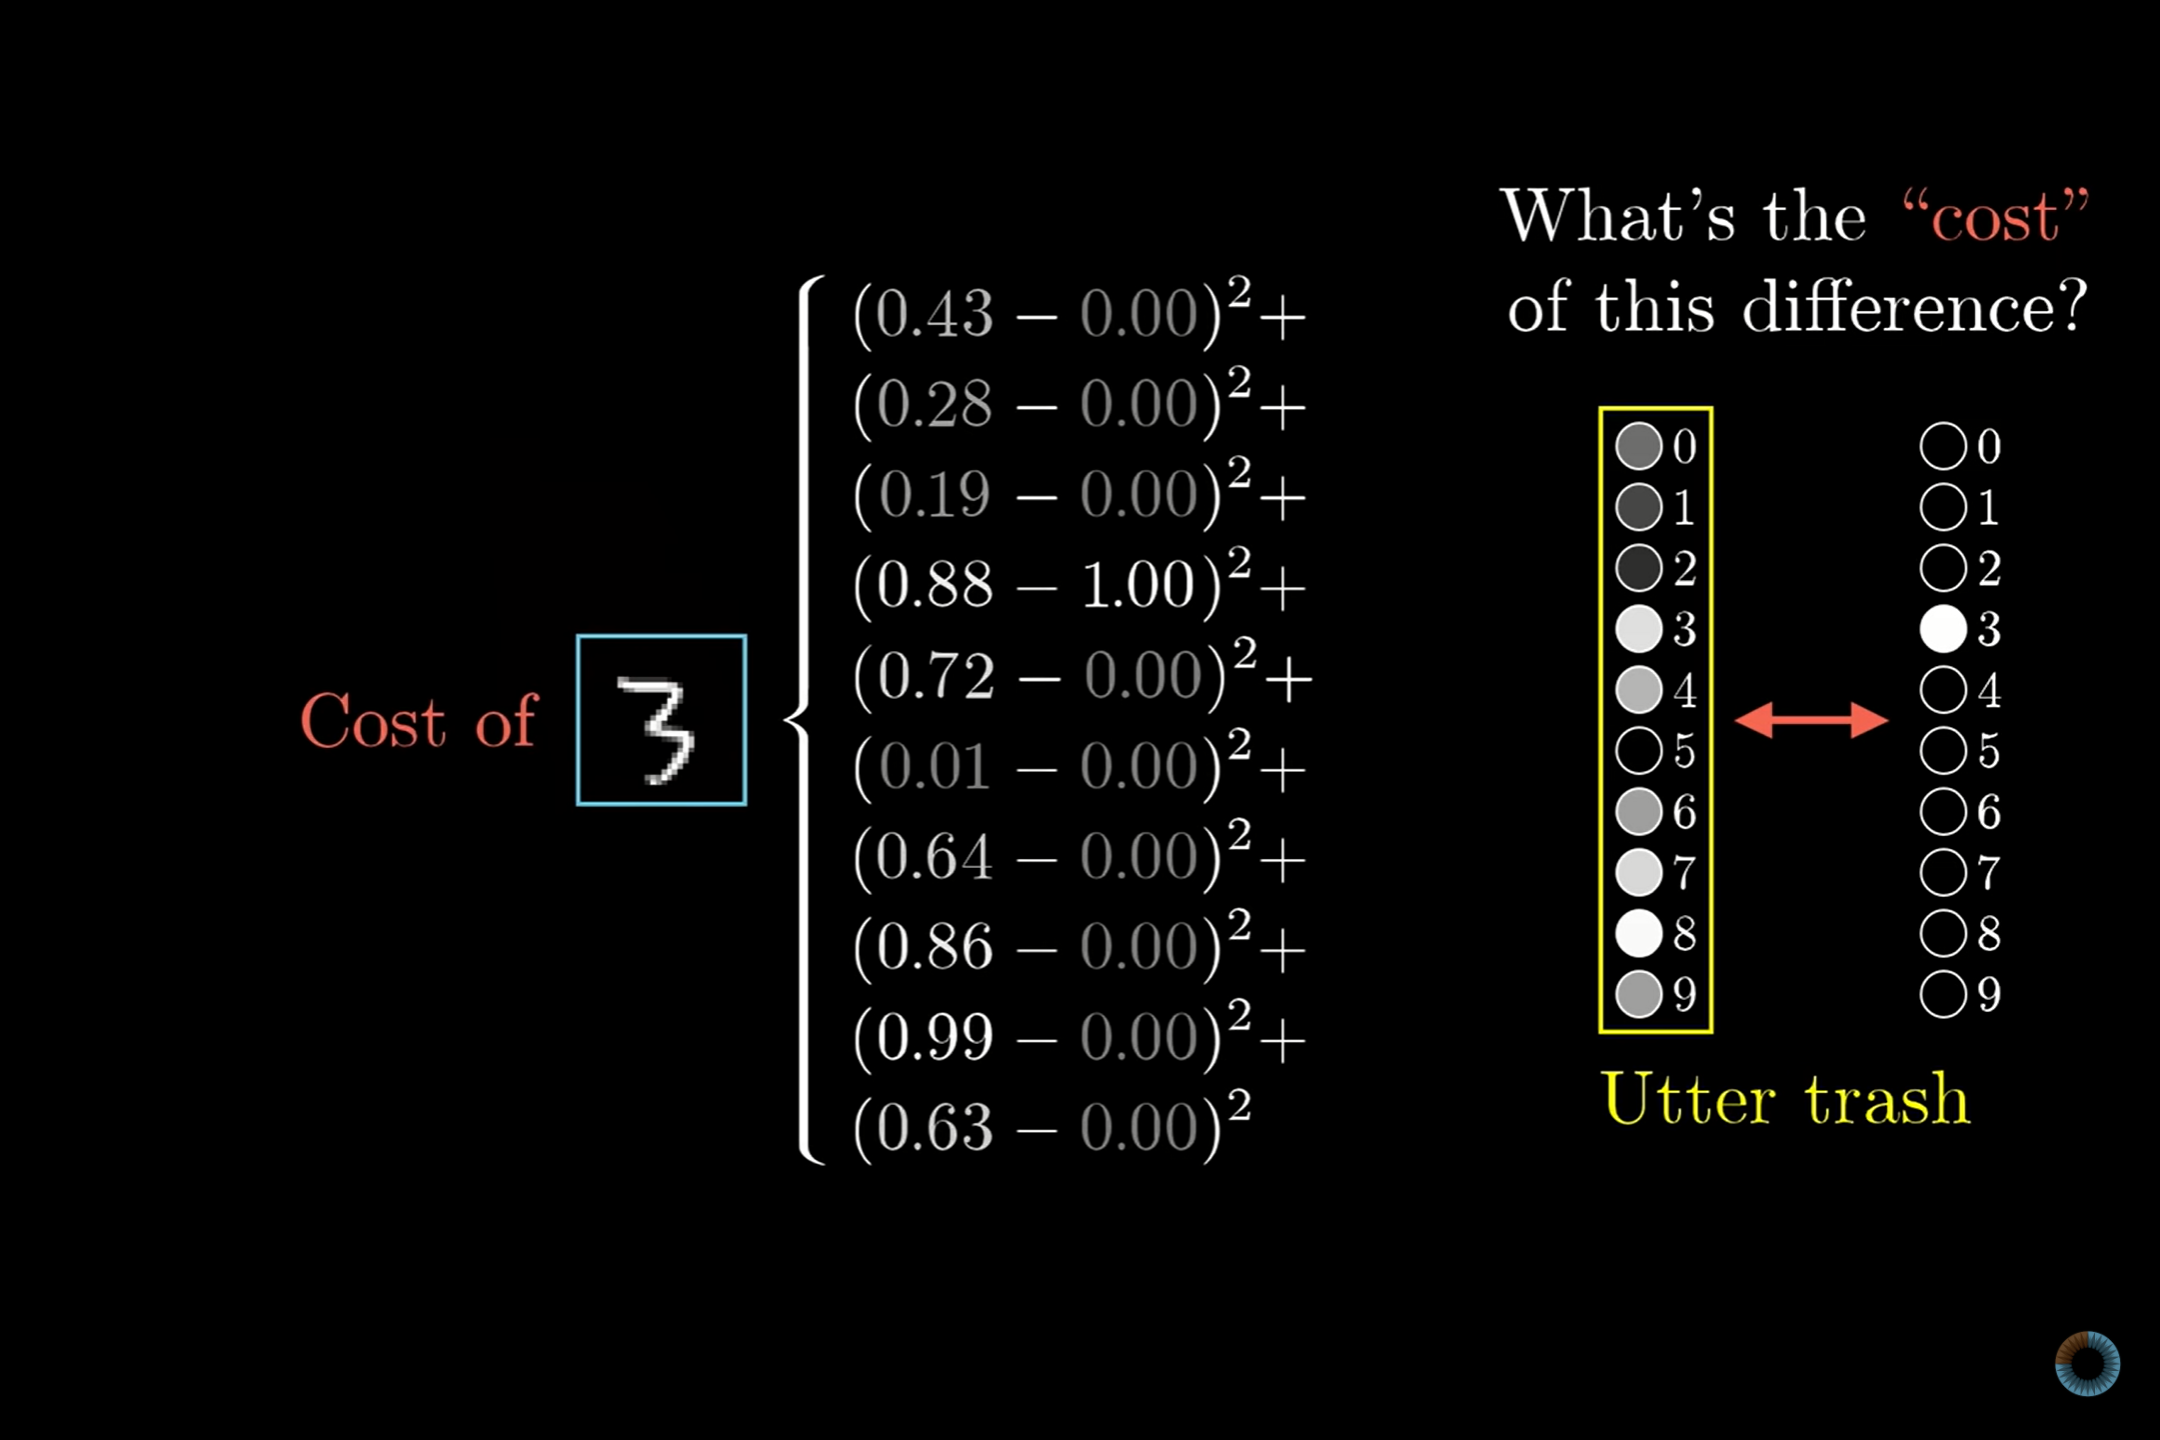 Cost of
3
(0.43 − 0.00)²+
(0.28 − 0.00)²+
(0.19 − 0.00)²+
(0.88 − 1.00)²+
(0.72 − 0.00)²+
(0.01 − 0.00)²+
(0.64 − 0.00)²+
(0.86 − 0.00)²+
(0.99 − 0.00)²+
(0.63 − 0.00)²
What’s the “cost”
of this difference?
0 0
1 1
2 2
3 3
4 4
5 5
6 6
7 7
8 8
9 9
Utter trash